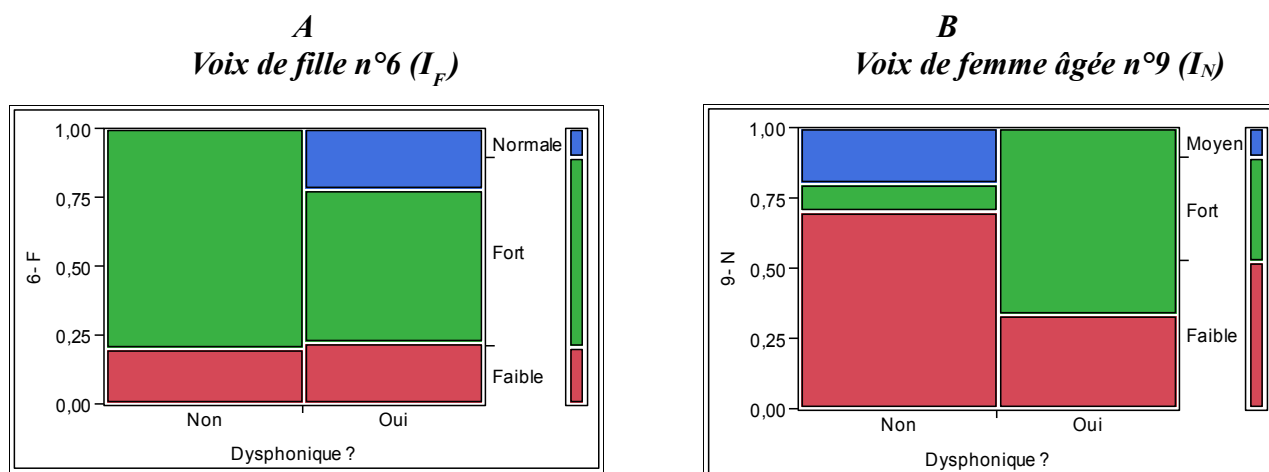 A
Voix de fille n°6 (I_F)
1,00
0,75
0,50
0,25
0,00
6- F
Normale
Fort
Faible
Non
Oui
Dysphonique ?
B
Voix de femme âgée n°9 (I_N)
1,00
0,75
0,50
0,25
0,00
9- N
Moyen
Fort
Faible
Non
Oui
Dysphonique ?